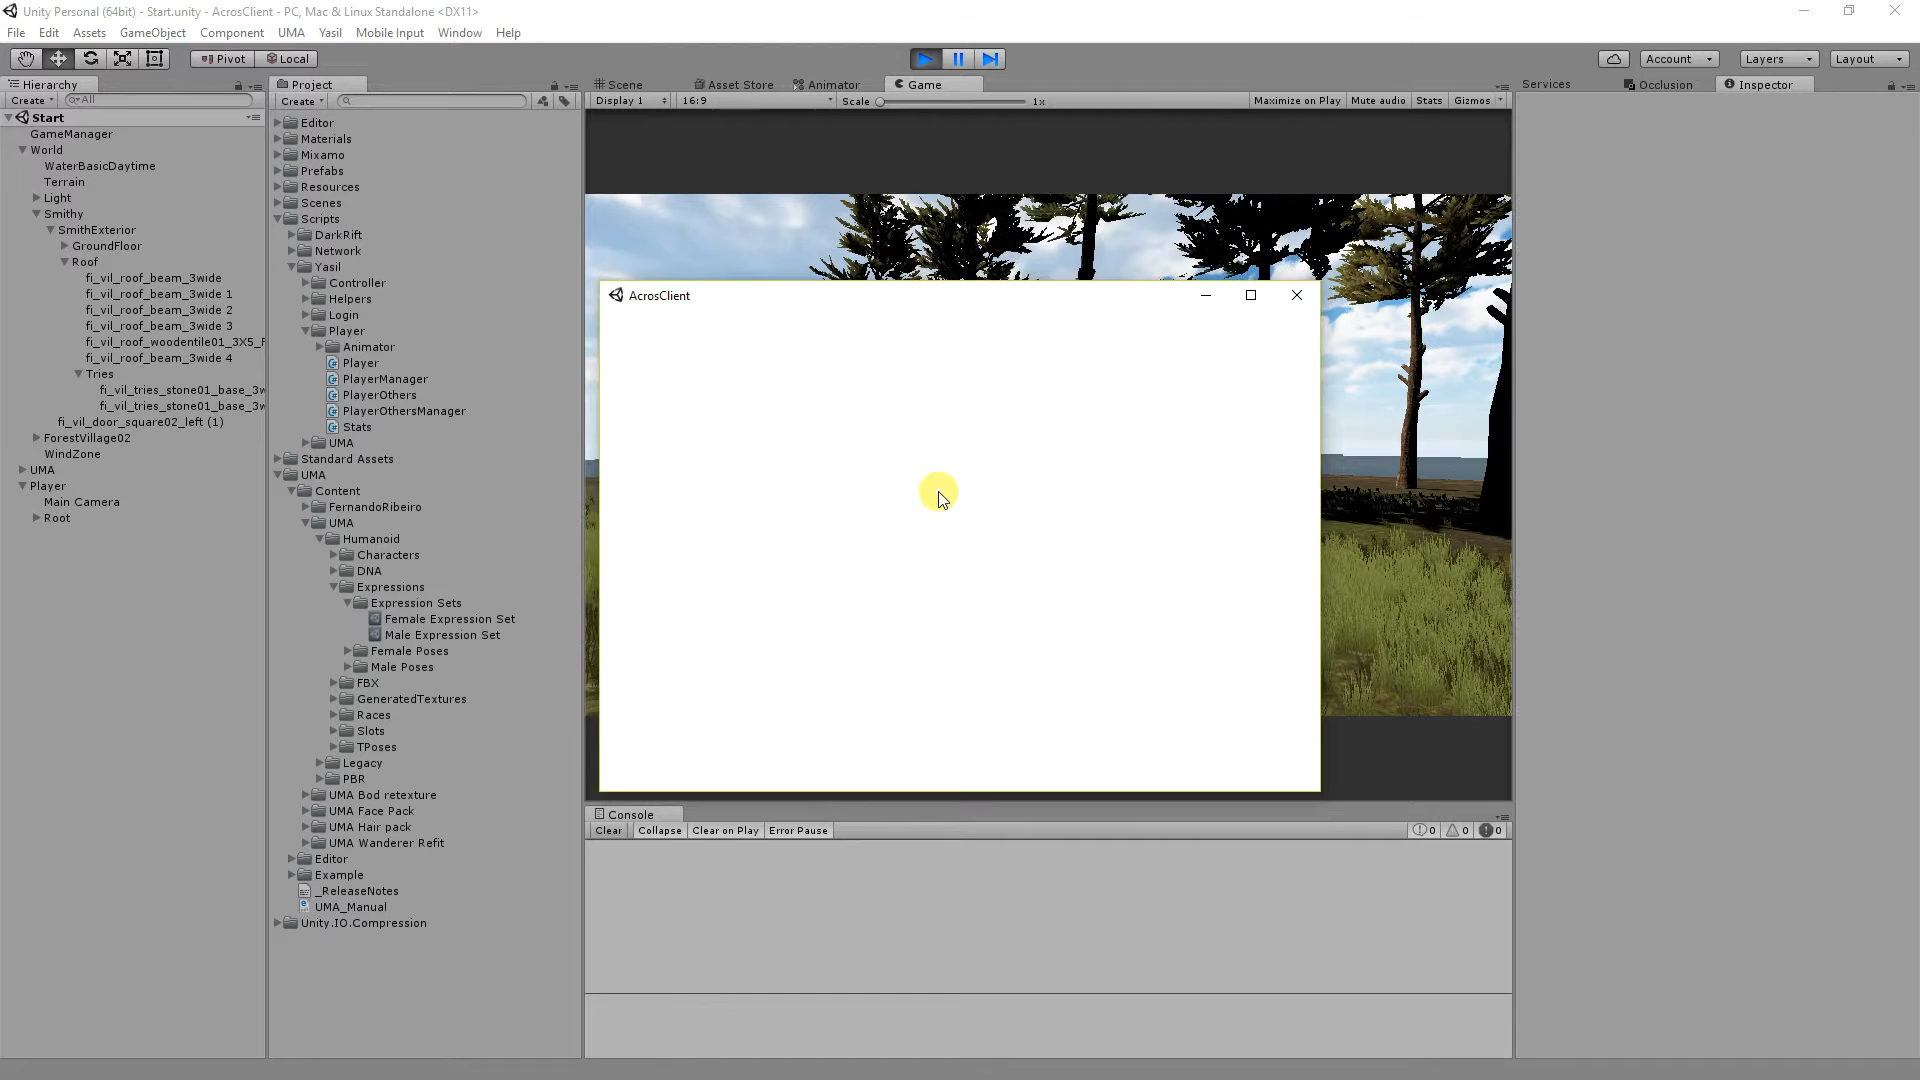 Unity Personal (64bit) - Start.unity - AcrosClient - PC, Mac & Linux Standalone <DX11>
File Edit Assets GameObject Component UMA Yasil Mobile Input Window Help
Pivot Local Account Layers Layout
Hierarchy
Create All
Start
GameManager
World
WaterBasicDaytime
Terrain
Light
Smithy
SmithExterior
GroundFloor
Roof
fi_vil_roof_beam_3wide
fi_vil_roof_beam_3wide 1
fi_vil_roof_beam_3wide 2
fi_vil_roof_beam_3wide 3
fi_vil_roof_woodentile01_3X5_F
fi_vil_roof_beam_3wide 4
Tries
fi_vil_tries_stone01_base_3w
fi_vil_tries_stone01_base_3w
fi_vil_door_square02_left (1)
ForestVillage02
WindZone
UMA
Player
Main Camera
Root
Project
Create
Editor
Materials
Mixamo
Prefabs
Resources
Scenes
Scripts
DarkRift
Network
Yasil
Controller
Helpers
Login
Player
Animator
Player
PlayerManager
PlayerOthers
PlayerOthersManager
Stats
UMA
Standard Assets
UMA
Content
FernandoRibeiro
UMA
Humanoid
Characters
DNA
Expressions
Expression Sets
Female Expression Set
Male Expression Set
Female Poses
Male Poses
FBX
GeneratedTextures
Races
Slots
TPoses
Legacy
PBR
UMA Bod retexture
UMA Face Pack
UMA Hair pack
UMA Wanderer Refit
Editor
Example
_ReleaseNotes
UMA_Manual
Unity.IO.Compression
Scene Asset Store Animator Game
Display 1 16:9 Scale 1x Maximize on Play Mute audio Stats Gizmos
AcrosClient
Console
Clear Collapse Clear on Play Error Pause 0 0 0
Services Occlusion Inspector